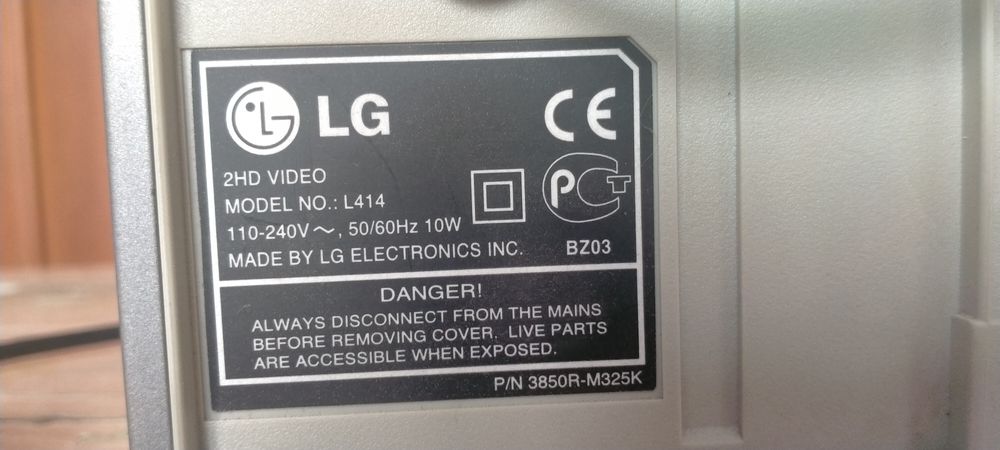 LG
CE
2HD VIDEO
MODEL NO.: L414
110-240V ～, 50/60Hz 10W
PCT
MADE BY LG ELECTRONICS INC.
BZ03
DANGER!
ALWAYS DISCONNECT FROM THE MAINS
BEFORE REMOVING COVER. LIVE PARTS
ARE ACCESSIBLE WHEN EXPOSED.
P/N 3850R-M325K